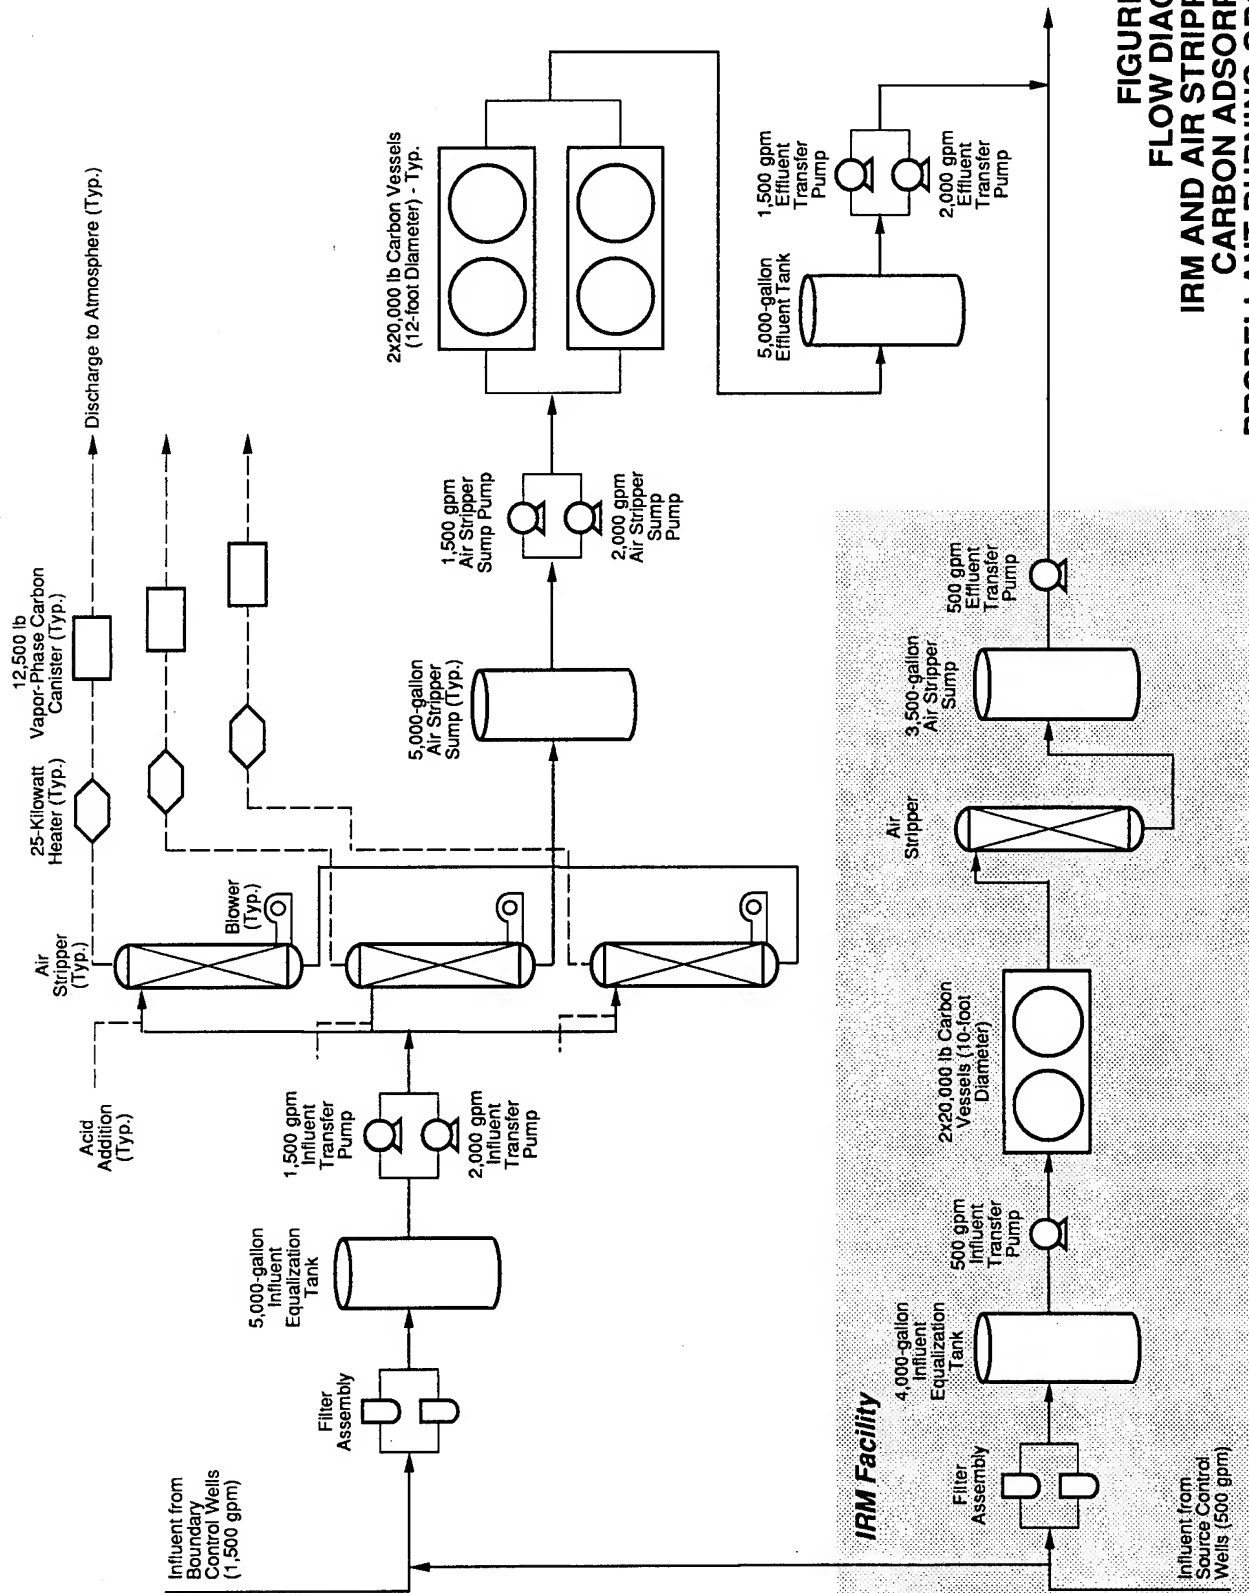 Influent from
Boundary
Control Wells
(1,500 gpm)
Filter
Assembly
5,000-gallon
Influent
Equalization
Tank
1,500 gpm
Influent
Transfer
Pump
2,000 gpm
Influent
Transfer
Pump
Acid
Addition
(Typ.)
Air
Stripper
(Typ.)
Blower
(Typ.)
25-Kilowatt
Heater (Typ.)
12,500 lb
Vapor-Phase Carbon
Canister (Typ.)
Discharge to Atmosphere (Typ.)
5,000-gallon
Air Stripper
Sump (Typ.)
1,500 gpm
Air Stripper
Sump Pump
2,000 gpm
Air Stripper
Sump
Pump
2x20,000 lb Carbon Vessels
(12-foot Diameter) - Typ.
5,000-gallon
Effluent Tank
1,500 gpm
Effluent
Transfer
Pump
2,000 gpm
Effluent
Transfer
Pump
IRM Facility
Influent from
Source Control
Wells (500 gpm)
Filter
Assembly
4,000-gallon
Influent
Equalization
Tank
500 gpm
Influent
Transfer
Pump
2x20,000 lb Carbon
Vessels (10-foot
Diameter)
Air
Stripper
3,500-gallon
Air Stripper
Sump
500 gpm
Effluent
Transfer
Pump
FIGURE
FLOW DIAG
IRM AND AIR STRIPP
CARBON ADSORP